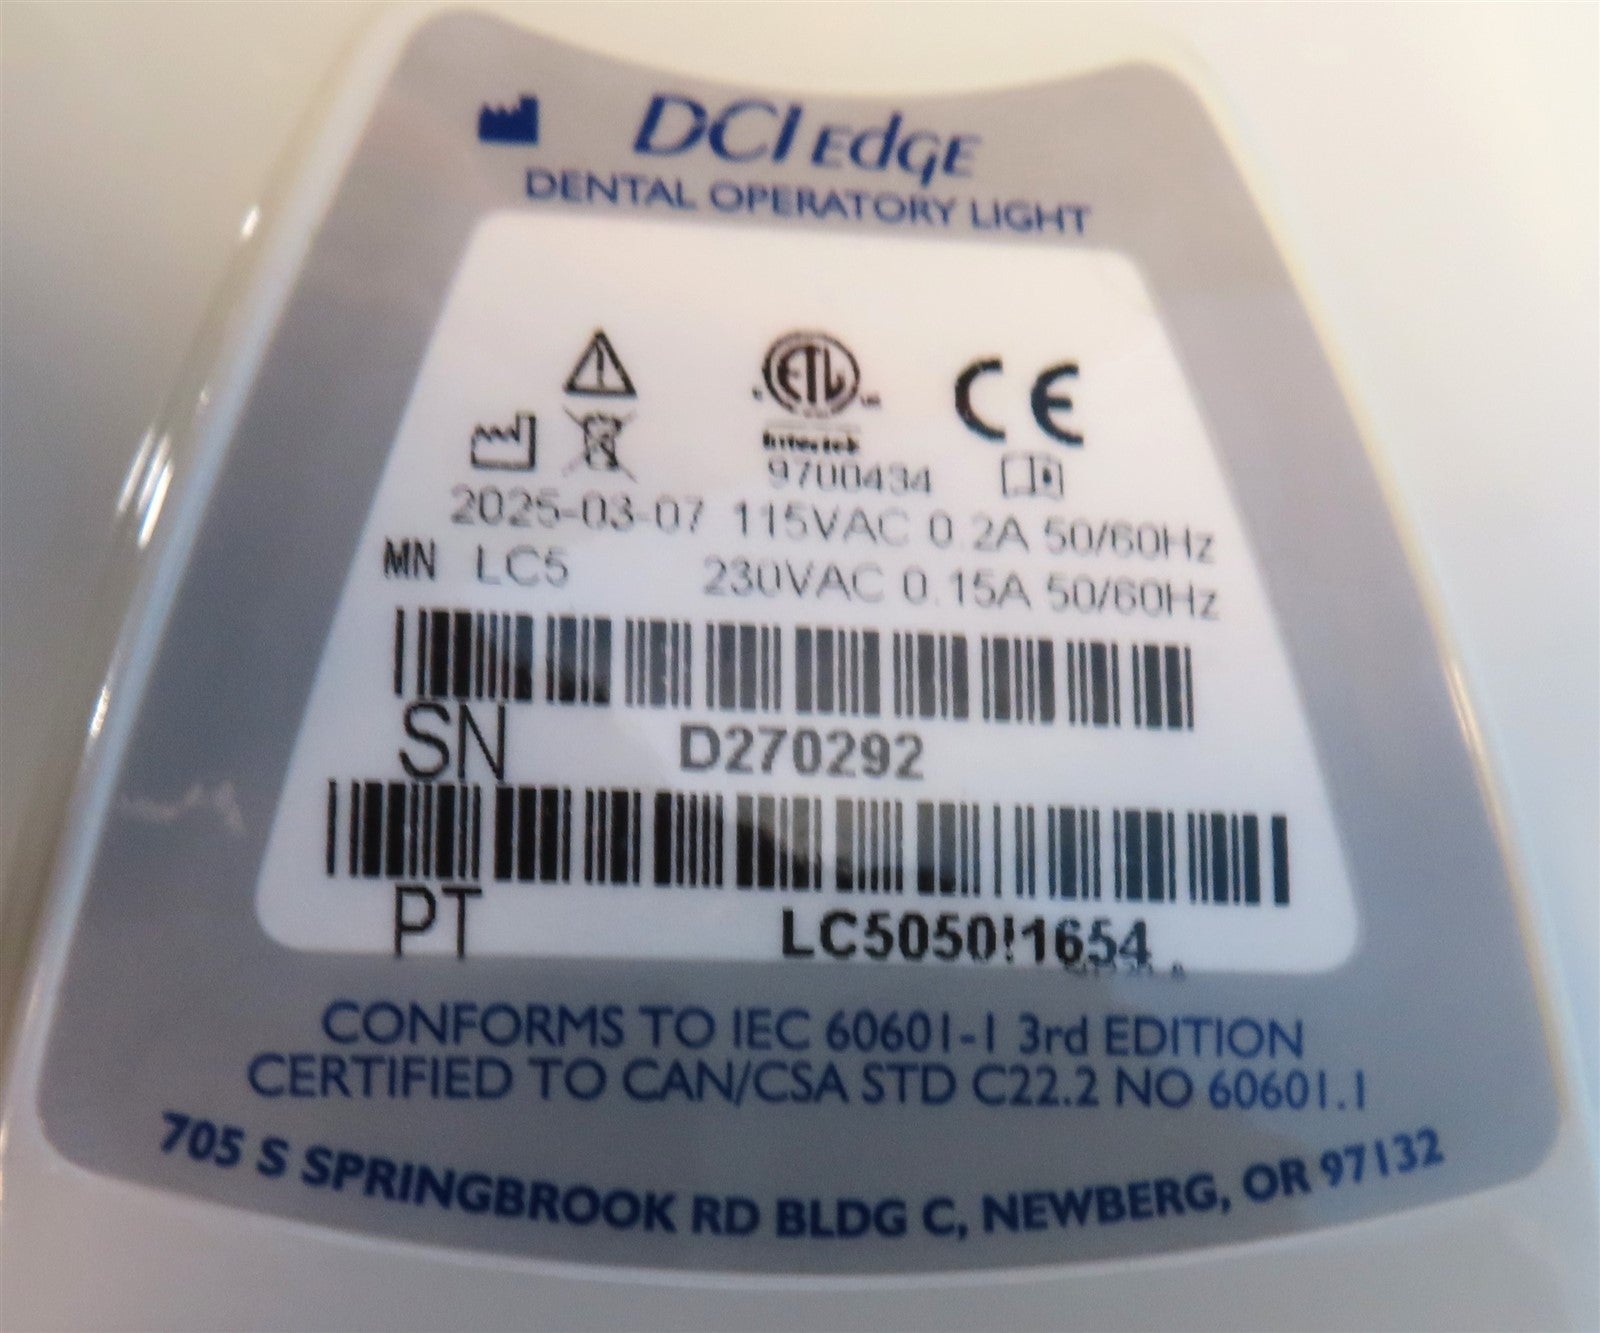 DCI EdgE
DENTAL OPERATORY LIGHT
ETL
Intertek
9700434
2025-03-07 115VAC 0.2A 50/60Hz
MN LC5 230VAC 0.15A 50/60Hz
SN D270292
PT LC5050!1654
CONFORMS TO IEC 60601-1 3rd EDITION
CERTIFIED TO CAN/CSA STD C22.2 NO 60601.1
705 S SPRINGBROOK RD BLDG C, NEWBERG, OR 97132